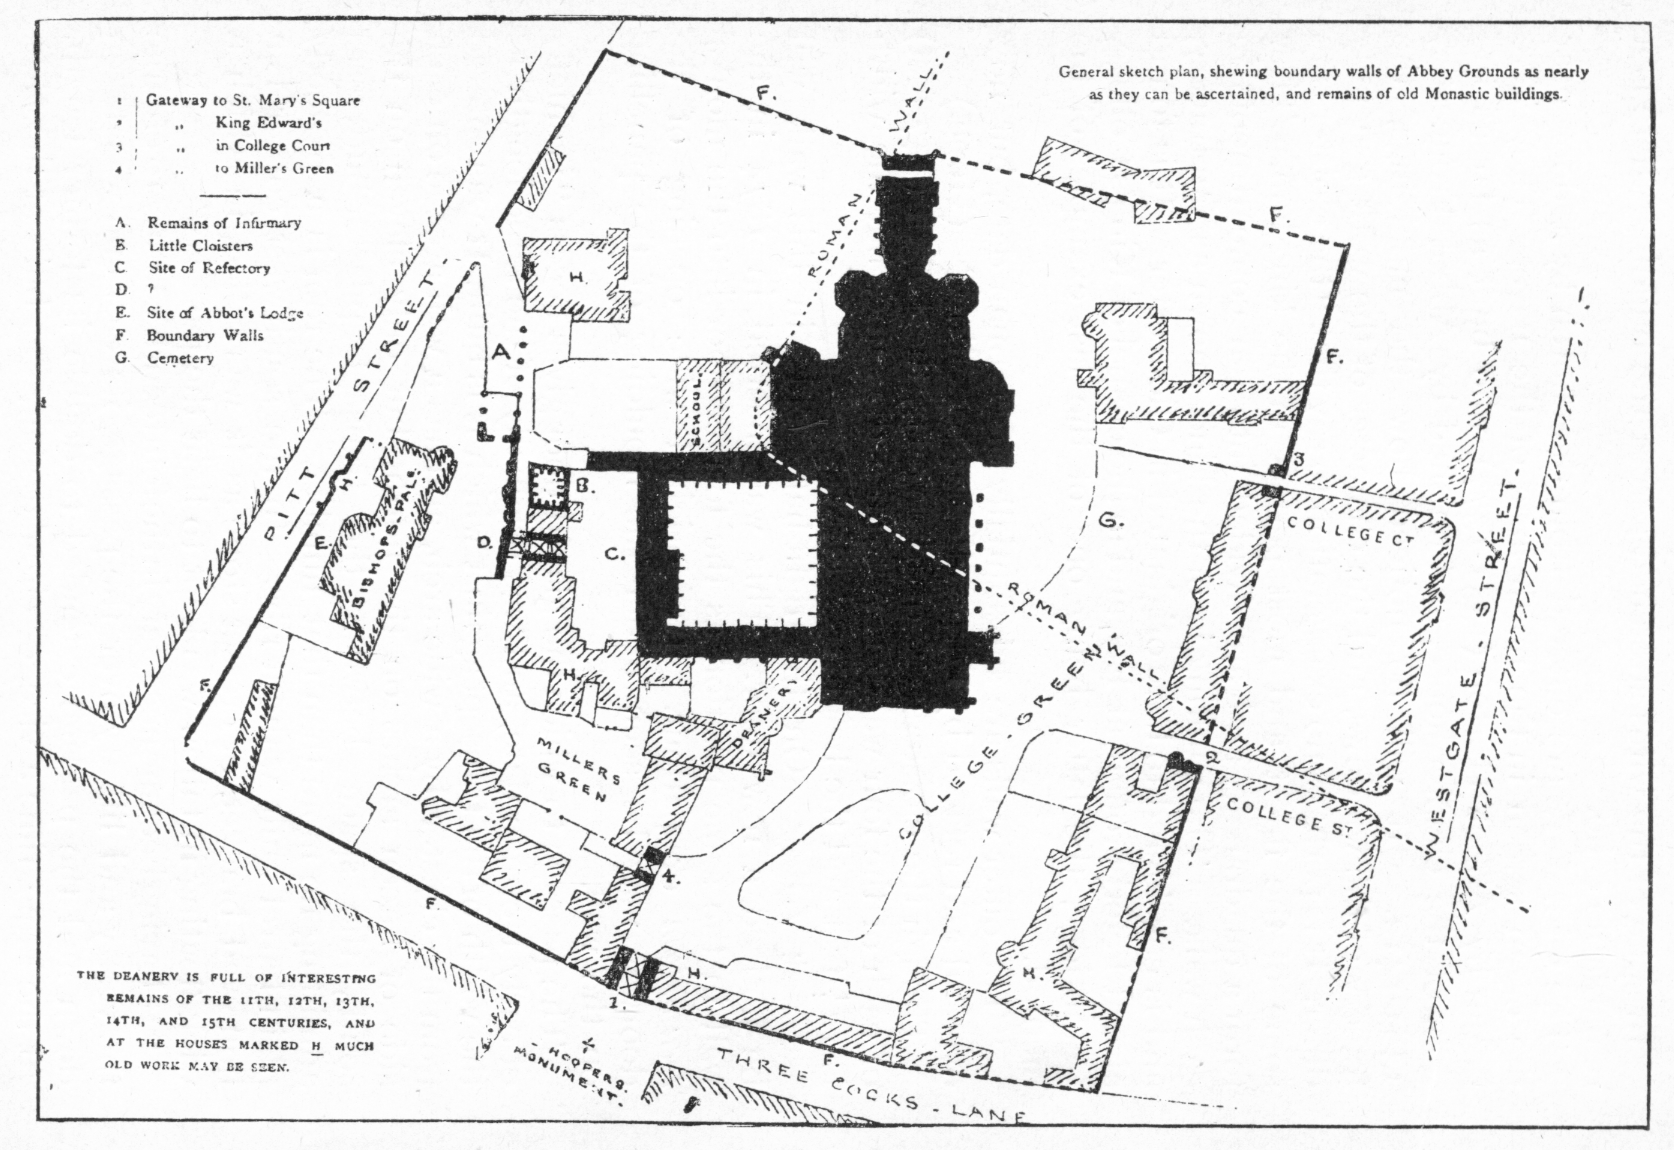 General sketch plan, shewing boundary walls of Abbey Grounds as nearly
as they can be ascertained, and remains of old Monastic buildings.
1 Gateway to St. Mary's Square
2 ,, King Edward's
3 ,, in College Court
4 ,, to Miller's Green
A. Remains of Infirmary
B. Little Cloisters
C. Site of Refectory
D. ?
E. Site of Abbot's Lodge
F. Boundary Walls
G. Cemetery
F.
ROMAN WALL
F.
H.
PITT STREET
A
SCHOOL
F.
3
H.
BISHOPS-PAL.
E.
B.
D.
C.
G.
COLLEGE CT
WESTGATE . STREET.
ROMAN WALL
F.
H.
DEANERY
MILLERS
GREEN
COLLEGE - GREEN
2
COLLEGE ST.
4.
F.
F.
H.
H.
1.
THE DEANERY IS FULL OF INTERESTING
REMAINS OF THE 11TH, 12TH, 13TH,
14TH, AND 15TH CENTURIES, AND
AT THE HOUSES MARKED H MUCH
OLD WORK MAY BE SEEN.
HOOPERS.
MONUMENT.
F.
THREE COCKS - LANE